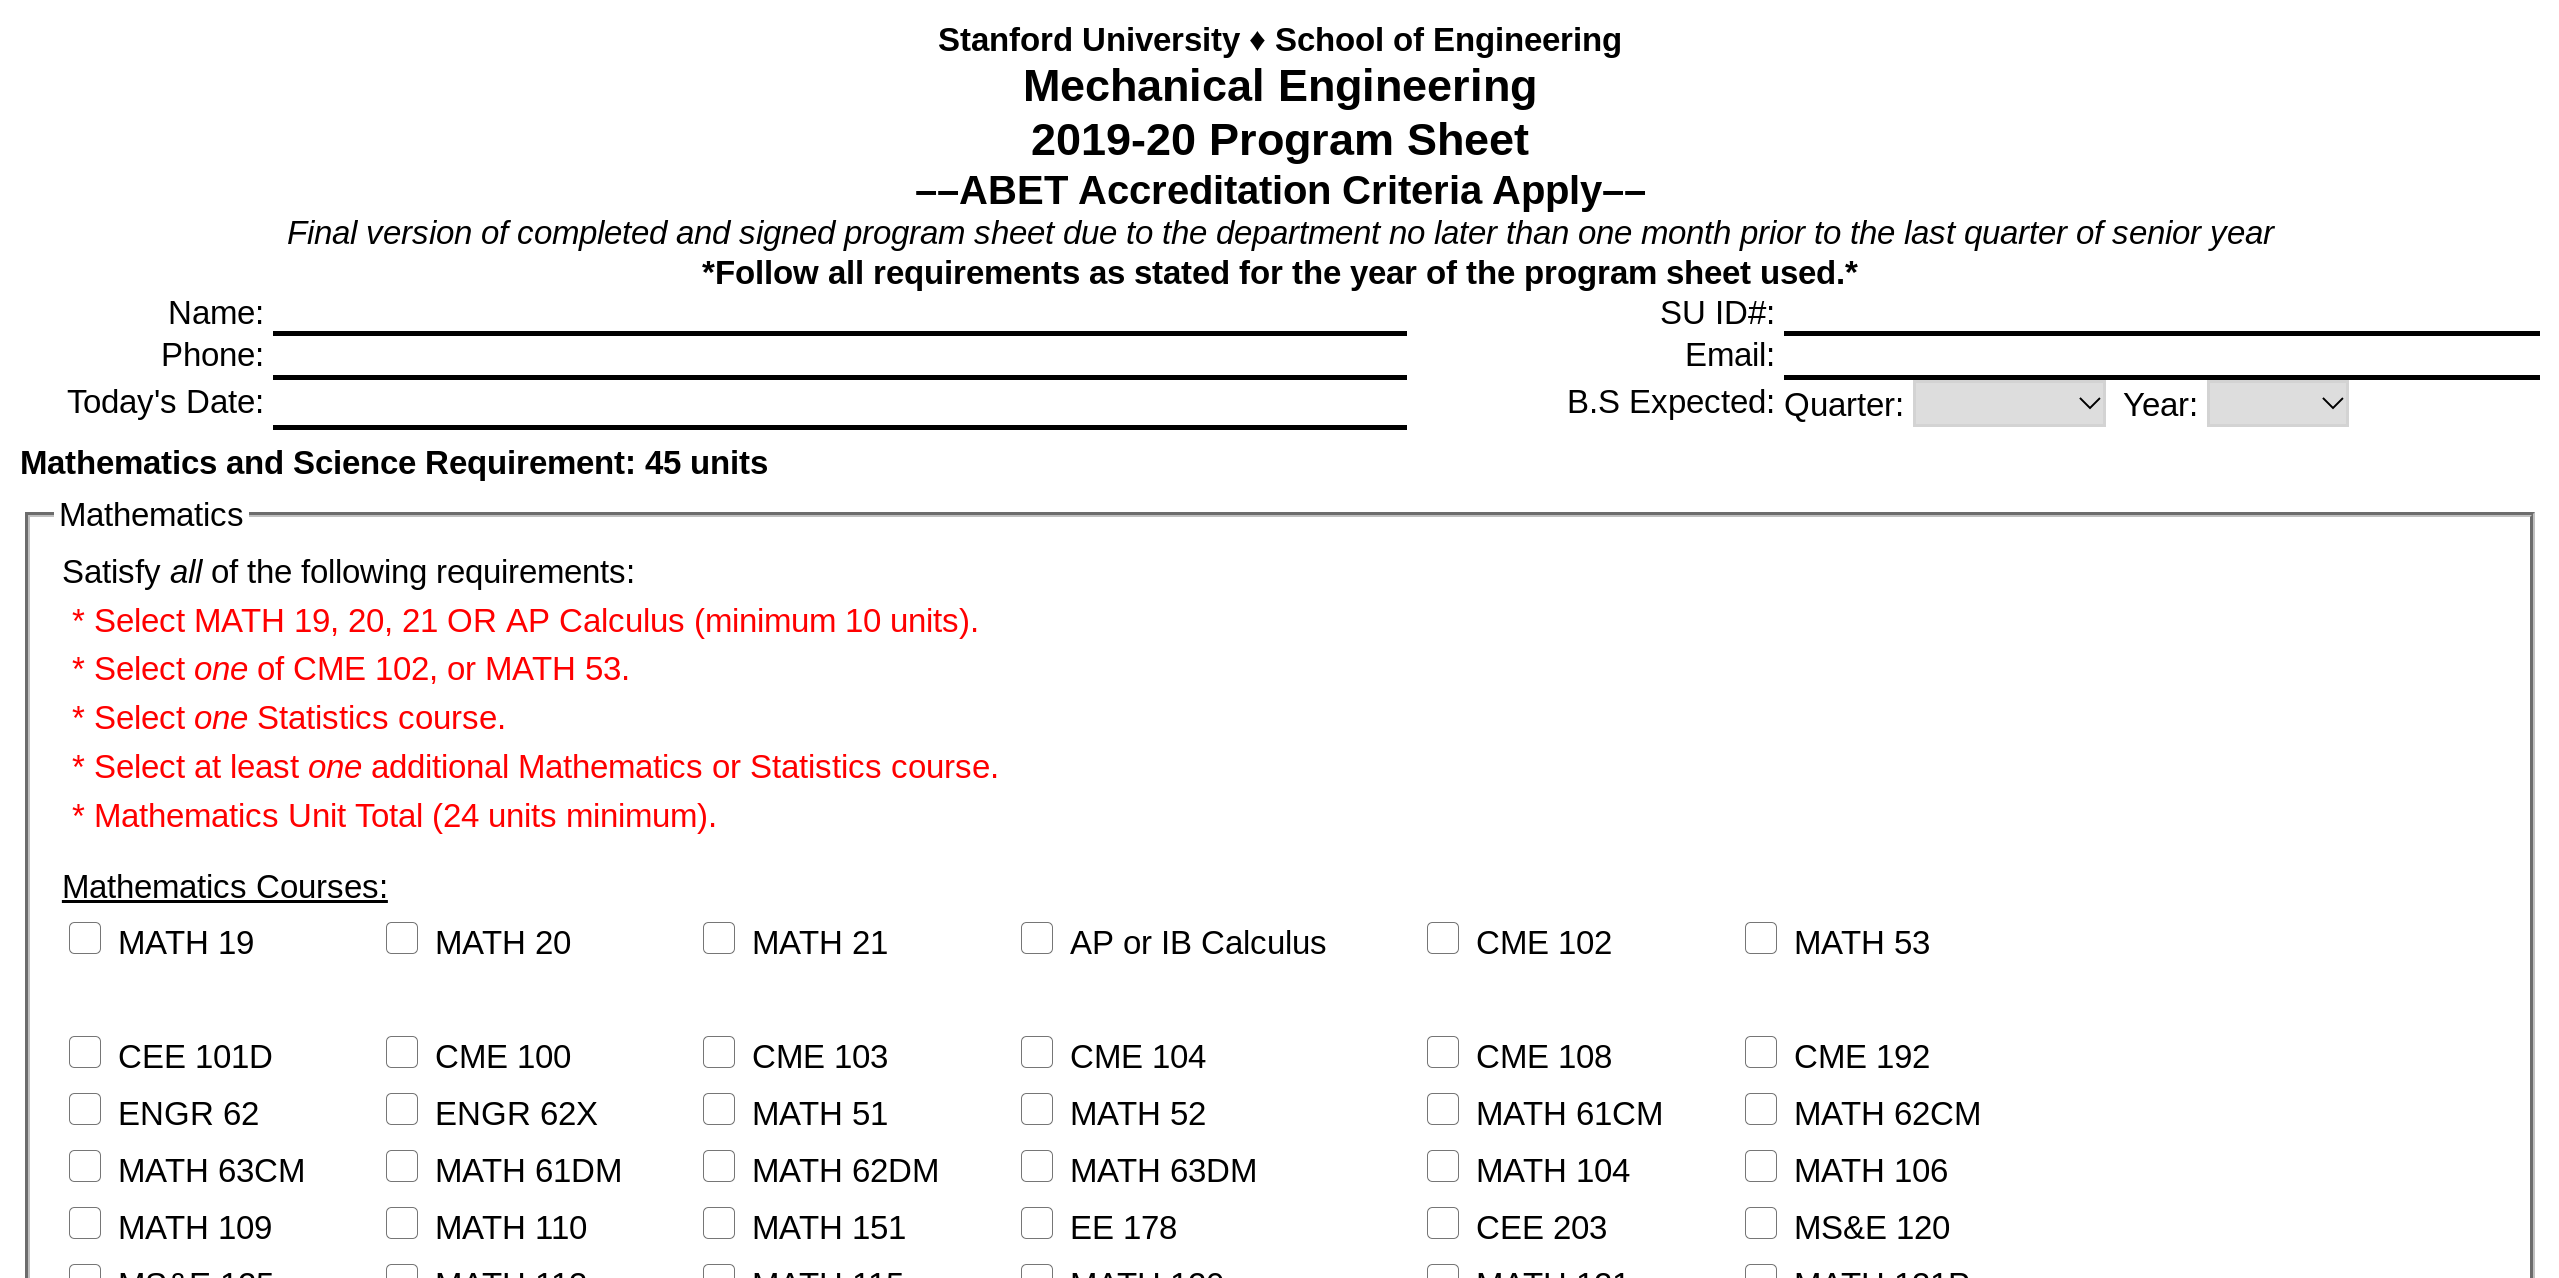 Stanford University ♦ School of Engineering
Mechanical Engineering
2019-20 Program Sheet
––ABET Accreditation Criteria Apply––
Final version of completed and signed program sheet due to the department no later than one month prior to the last quarter of senior year
*Follow all requirements as stated for the year of the program sheet used.*
Name: SU ID#:
Phone: Email:
Today's Date: B.S Expected: Quarter: Year:
Mathematics and Science Requirement: 45 units
Mathematics
Satisfy all of the following requirements:
* Select MATH 19, 20, 21 OR AP Calculus (minimum 10 units).
* Select one of CME 102, or MATH 53.
* Select one Statistics course.
* Select at least one additional Mathematics or Statistics course.
* Mathematics Unit Total (24 units minimum).
Mathematics Courses:
MATH 19 MATH 20 MATH 21 AP or IB Calculus CME 102 MATH 53
CEE 101D CME 100 CME 103 CME 104 CME 108 CME 192
ENGR 62 ENGR 62X MATH 51 MATH 52 MATH 61CM MATH 62CM
MATH 63CM MATH 61DM MATH 62DM MATH 63DM MATH 104 MATH 106
MATH 109 MATH 110 MATH 151 EE 178 CEE 203 MS&E 120